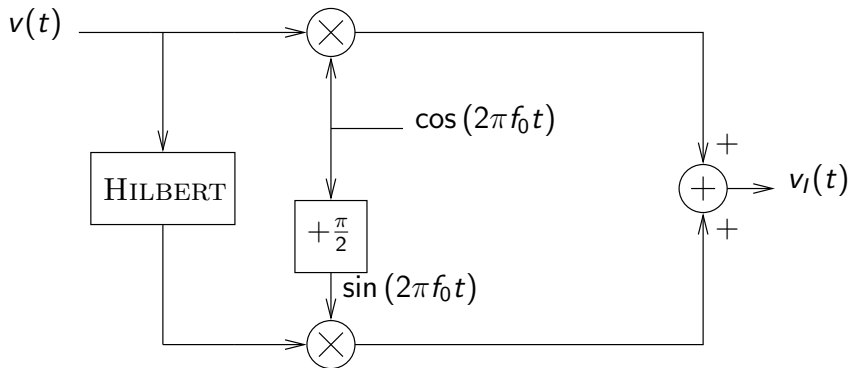 v(t)
cos (2πf₀t)
+
HILBERT
+
v_I(t)
+π/2
+
sin (2πf₀t)